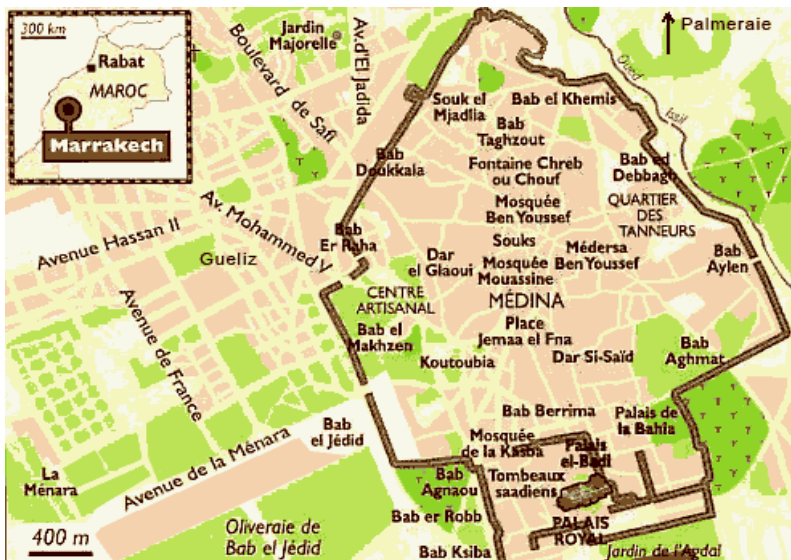 300 km
Rabat
MAROC
Marrakech
Jardin
Majorelle
Boulevard de Safi
Av. d'El Jadida
Palmeraie
Oued
Issil
Souk el
Mjadlia
Bab el Khemis
Bab
Taghzout
Bab
Doukkala
Fontaine Chreb
ou Chouf
Bab ed
Debbagh
Mosquée
Ben Youssef
QUARTIER
DES
TANNEURS
Av. Mohammed V
Avenue Hassan II
Gueliz
Bab
Er Raha
Souks
Dar
el Glaoui
Mosquée
Mouassine
Médersa
Ben Youssef
Bab
Aylen
CENTRE
ARTISANAL
MÉDINA
Avenue de France
Bab el
Makhzen
Place
Jemaa el Fna
Koutoubia
Dar Si-Saïd
Bab
Aghmat
Bab
el Jédid
Bab Berrima
Palais de
la Bahia
Mosquée
de la Kasba
Palais
el-Badi
Avenue de la Ménara
La
Ménara
Bab
Agnaou
Tombeaux
saadiens
Bab er Robb
PALAIS
ROYAL
400 m
Oliveraie de
Bab el Jédid
Bab Ksiba
Jardin de l'Agdal